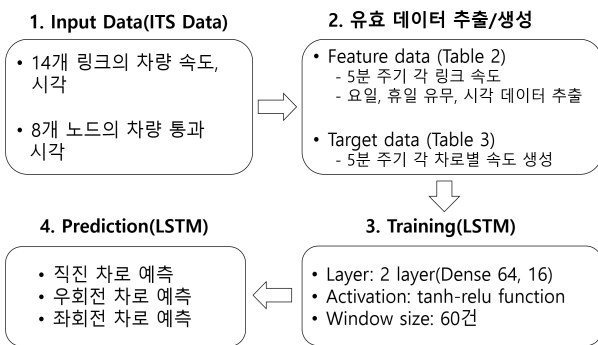 1. Input Data(ITS Data)
• 14개 링크의 차량 속도,
시각
• 8개 노드의 차량 통과
시각
2. 유효 데이터 추출/생성
• Feature data (Table 2)
- 5분 주기 각 링크 속도
- 요일, 휴일 유무, 시각 데이터 추출
• Target data (Table 3)
- 5분 주기 각 차로별 속도 생성
3. Training(LSTM)
• Layer: 2 layer(Dense 64, 16)
• Activation: tanh-relu function
• Window size: 60건
4. Prediction(LSTM)
• 직진 차로 예측
• 우회전 차로 예측
• 좌회전 차로 예측